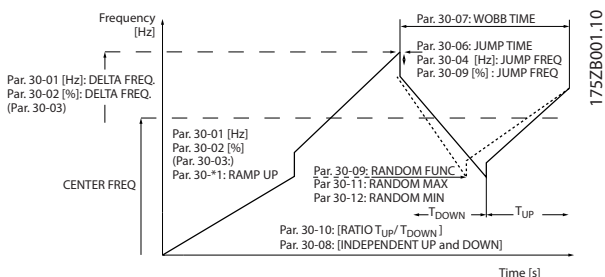 Frequency
[Hz]
Par. 30-07: WOBB TIME
Par. 30-06: JUMP TIME
Par. 30-04 [Hz]: JUMP FREQ
Par. 30-09 [%] : JUMP FREQ
175ZB001.10
Par. 30-01 [Hz]: DELTA FREQ.
Par. 30-02 [%]: DELTA FREQ.
(Par. 30-03)
Par. 30-01 [Hz]
Par. 30-02 [%]
(Par. 30-03:)
Par. 30-*1: RAMP UP
CENTER FREQ
Par. 30-09: RANDOM FUNC
Par 30-11: RANDOM MAX
Par 30-12: RANDOM MIN
TDOWN
TUP
Par. 30-10: [RATIO TUP/ TDOWN ]
Par. 30-08: [INDEPENDENT UP and DOWN]
Time [s]